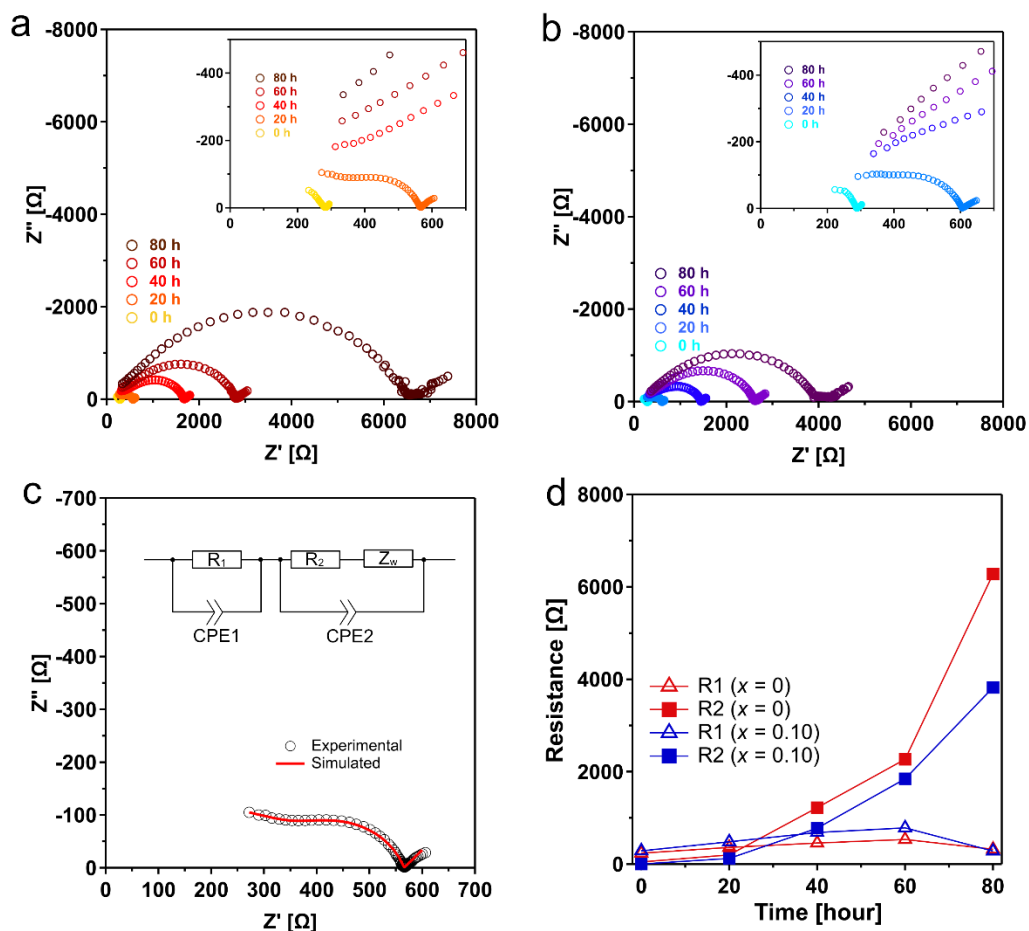 a
-8000
-6000
-4000
-2000
0
Z'' [Ω]
0 2000 4000 6000 8000
Z' [Ω]
80 h
60 h
40 h
20 h
0 h
-400
-200
0
0 200 400 600
80 h
60 h
40 h
20 h
0 h
b
-8000
-6000
-4000
-2000
0
Z'' [Ω]
0 2000 4000 6000 8000
Z' [Ω]
80 h
60 h
40 h
20 h
0 h
-400
-200
0
0 200 400 600
80 h
60 h
40 h
20 h
0 h
c
-700
-600
-500
-400
-300
-200
-100
0
Z'' [Ω]
0 100 200 300 400 500 600 700
Z' [Ω]
R1 R2 Zw
CPE1 CPE2
Experimental
Simulated
d
8000
6000
4000
2000
0
Resistance [Ω]
0 20 40 60 80
Time [hour]
R1 (x = 0)
R2 (x = 0)
R1 (x = 0.10)
R2 (x = 0.10)